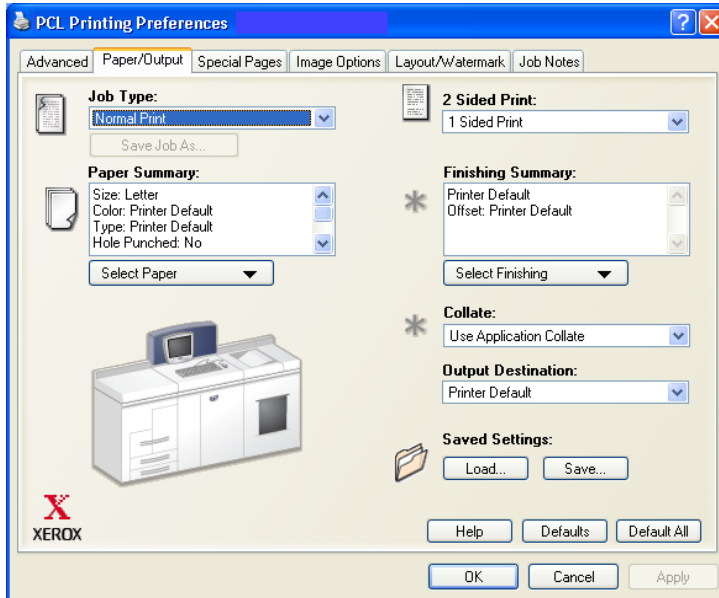 PCL Printing Preferences
Advanced
Paper/Output
Special Pages
Image Options
Layout/Watermark
Job Notes
Job Type:
Normal Print
Save Job As...
Paper Summary:
Size: Letter
Color: Printer Default
Type: Printer Default
Hole Punched: No
Select Paper
2 Sided Print:
1 Sided Print
Finishing Summary:
Printer Default
Offset: Printer Default
Select Finishing
Collate:
Use Application Collate
Output Destination:
Printer Default
Saved Settings:
Load...
Save...
X
XEROX
Help
Defaults
Default All
OK
Cancel
Apply